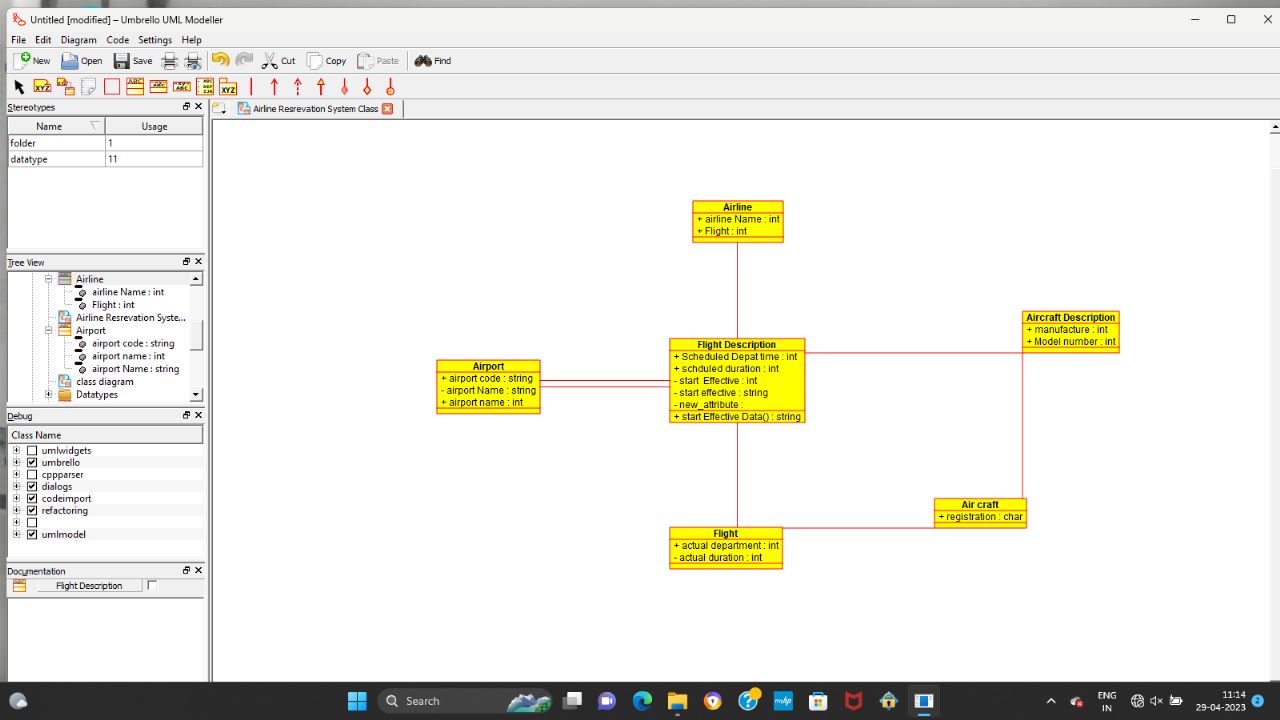 Untitled [modified] – Umbrello UML Modeller
File Edit Diagram Code Settings Help
New Open Save Cut Copy Paste Find
Stereotypes
Name Usage
folder 1
datatype 11
Tree View
Airline
airline Name : int
Flight : int
Airline Resrevation Syste...
Airport
airport code : string
airport name : int
airport Name : string
class diagram
Datatypes
Debug
Class Name
umlwidgets
umbrello
cppparser
dialogs
codeimport
refactoring
umlmodel
Documentation
Flight Description
Airline Resrevation System Class
Airline
+ airline Name : int
+ Flight : int
Aircraft Description
+ manufacture : int
+ Model number : int
Flight Description
+ Scheduled Depat time : int
+ schduled duration : int
- start Effective : int
- start effective : string
- new_attribute :
+ start Effective Data() : string
Airport
+ airport code : string
- airport Name : string
+ airport name : int
Air craft
+ registration : char
Flight
+ actual department : int
- actual duration : int
Search
ENG
IN
11:14
29-04-2023
2